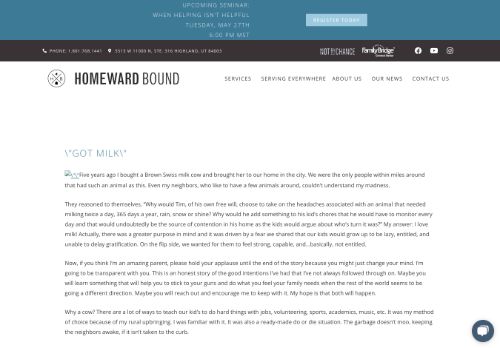 UPCOMING SEMINAR:
WHEN HELPING ISN'T HELPFUL
TUESDAY, MAY 27TH
6:00 PM MST
REGISTER TODAY
PHONE: 1.801.768.1441
5513 W 11000 N, STE. 316 HIGHLAND, UT 84003
NOT BY CHANCE
FamilyBridge
HOMEWARD BOUND
SERVICES
SERVING EVERYWHERE
ABOUT US
OUR NEWS
CONTACT US
\"GOT MILK\"
Five years ago I bought a Brown Swiss milk cow and brought her to our home in the city. We were the only people within miles around
that had such an animal as this. Even my neighbors, who like to have a few animals around, couldn't understand my madness.
They reasoned to themselves, "Why would Tim, of his own free will, choose to take on the headaches associated with an animal that needed
milking twice a day, 365 days a year, rain, snow or shine? Why would he add something to his kid's chores that he would have to monitor every
day and that would undoubtedly be the source of contention in his home as the kids would argue about who's turn it was?" My answer: I love
milk! Actually, there was a greater purpose in mind and it was driven by a fear we shared that our kids would grow up to be lazy, entitled, and
unable to delay gratification. On the flip side, we wanted for them to feel strong, capable, and...basically, not entitled.
Now, if you think I'm an amazing parent, please hold your applause until the end of the story because you might just change your mind. I'm
going to be transparent with you. This is an honest story of the good intentions I've had that I've not always followed through on. Maybe you
will learn something that will help you to stick to your guns and do what you feel your family needs when the rest of the world seems to be
going a different direction. Maybe you will reach out and encourage me to keep with it. My hope is that both will happen.
Why a cow? There are a lot of ways to teach our kid's to do hard things with jobs, volunteering, sports, academics, music, etc. It was my method
of choice because of my rural upbringing. I was familiar with it. It was also a ready-made do or die situation. The garbage doesn't moo, keeping
the neighbors awake, if it isn't taken to the curb.